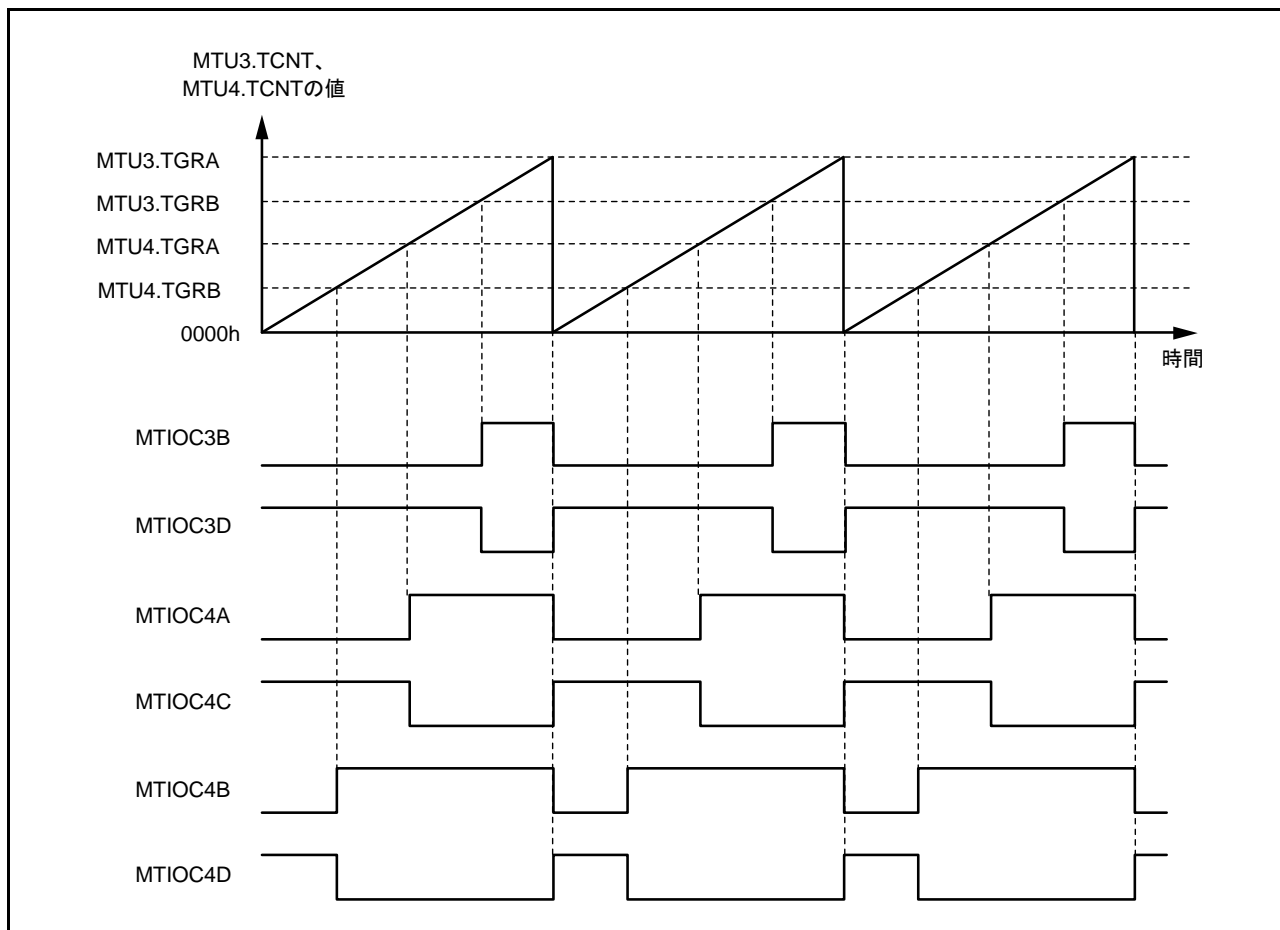 MTU3.TCNT、
MTU4.TCNTの値
MTU3.TGRA
MTU3.TGRB
MTU4.TGRA
MTU4.TGRB
0000h
時間
MTIOC3B
MTIOC3D
MTIOC4A
MTIOC4C
MTIOC4B
MTIOC4D